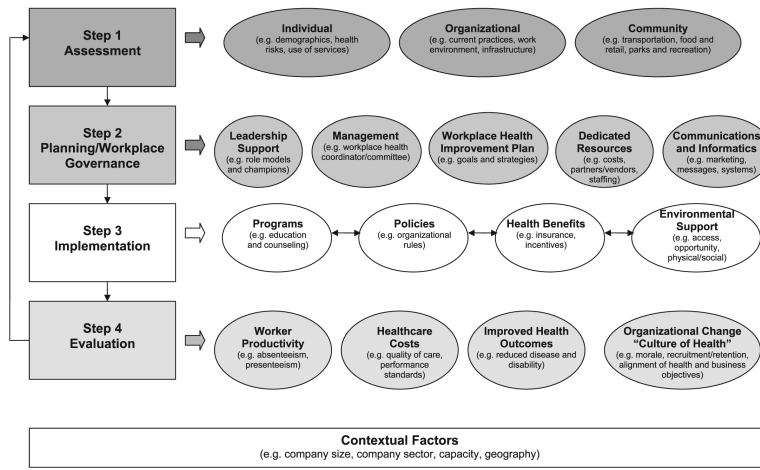 Step 1
Assessment
Individual
(e.g. demographics, health
risks, use of services)
Organizational
(e.g. current practices, work
environment, infrastructure)
Community
(e.g. transportation, food and
retail, parks and recreation)
Step 2
Planning/Workplace
Governance
Leadership
Support
(e.g. role models
and champions)
Management
(e.g. workplace health
coordinator/committee)
Workplace Health
Improvement Plan
(e.g. goals and strategies)
Dedicated
Resources
(e.g. costs,
partners/vendors,
staffing)
Communications
and Informatics
(e.g. marketing,
messages, systems)
Step 3
Implementation
Programs
(e.g. education
and counseling)
Policies
(e.g. organizational
rules)
Health Benefits
(e.g. insurance,
incentives)
Environmental
Support
(e.g. access,
opportunity,
physical/social)
Step 4
Evaluation
Worker
Productivity
(e.g. absenteeism,
presenteeism)
Healthcare
Costs
(e.g. quality of care,
performance
standards)
Improved Health
Outcomes
(e.g. reduced disease and
disability)
Organizational Change
“Culture of Health”
(e.g. morale, recruitment/retention,
alignment of health and business
objectives)
Contextual Factors
(e.g. company size, company sector, capacity, geography)